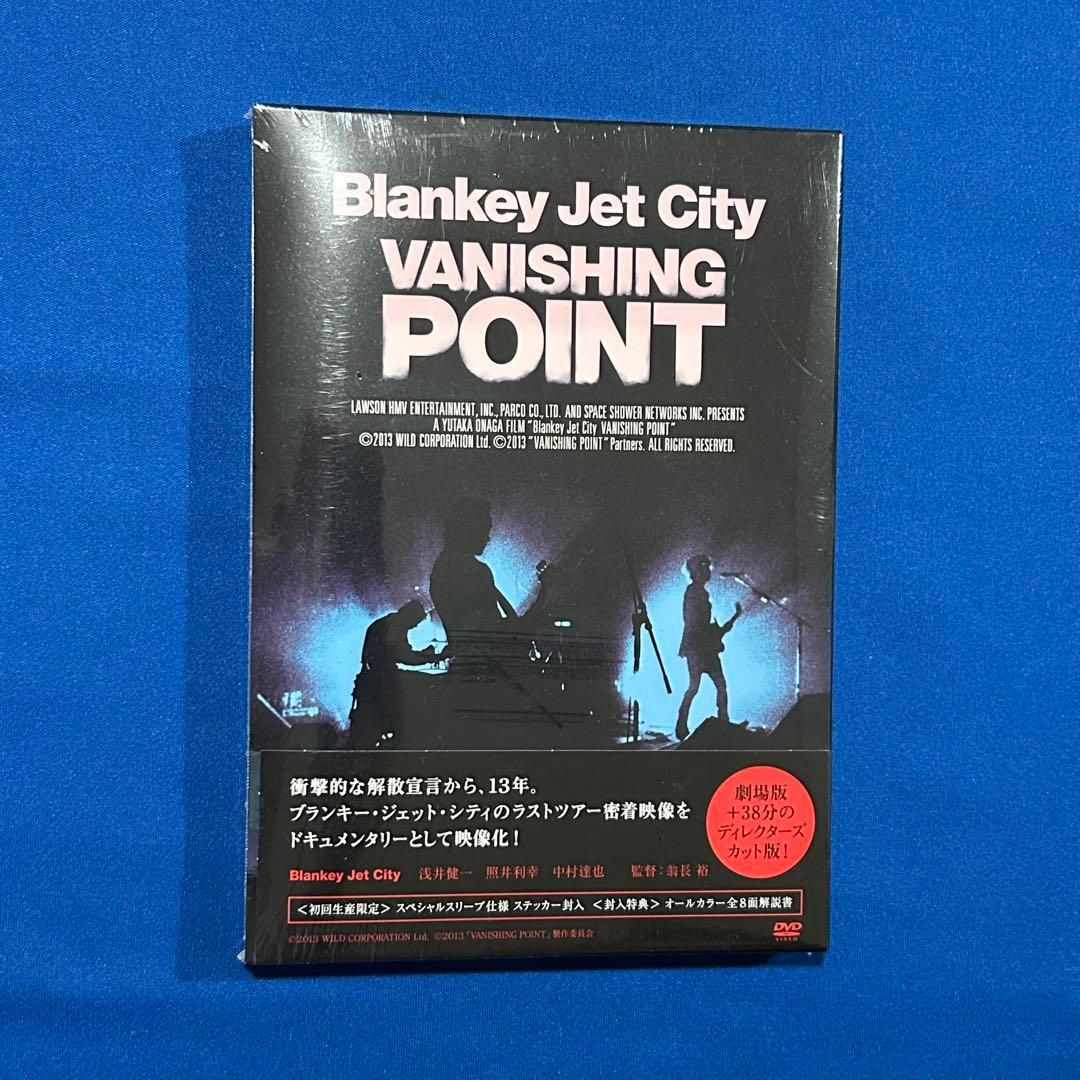 Blankey Jet City
VANISHING
POINT
LAWSON HMV ENTERTAINMENT, INC., PARCO CO., LTD. AND SPACE SHOWER NETWORKS INC. PRESENTS
A YUTAKA ONAGA FILM "Blankey Jet City VANISHING POINT"
©2013 WILD CORPORATION Ltd. ©2013 "VANISHING POINT" Partners. ALL RIGHTS RESERVED.
衝撃的な解散宣言から、13年。
ブランキー・ジェット・シティのラストツアー密着映像を
ドキュメンタリーとして映像化!
劇場版
+38分の
ディレクターズ
カット版!
Blankey Jet City 浅井健一 照井利幸 中村達也 監督:翁長 裕
<初回生産限定> スペシャルスリーブ仕様 ステッカー封入 <封入特典> オールカラー全8面解説書
©2013 WILD CORPORATION Ltd. ©2013「VANISHING POINT」製作委員会
DVD
VIDEO